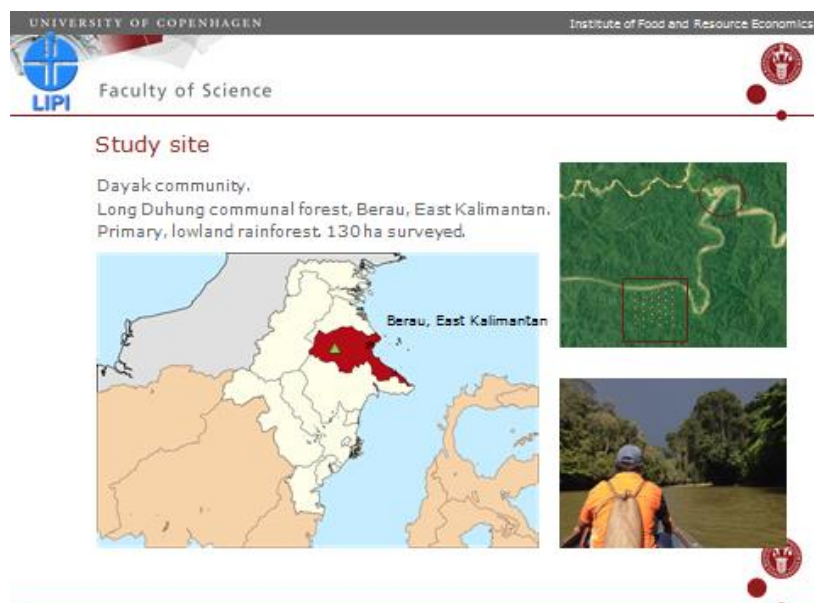 UNIVERSITY OF COPENHAGEN
Institute of Food and Resource Economics
LIPI
Faculty of Science
Study site
Dayak community.
Long Duhung communal forest, Berau, East Kalimantan.
Primary, lowland rainforest. 130 ha surveyed.
Berau, East Kalimantan